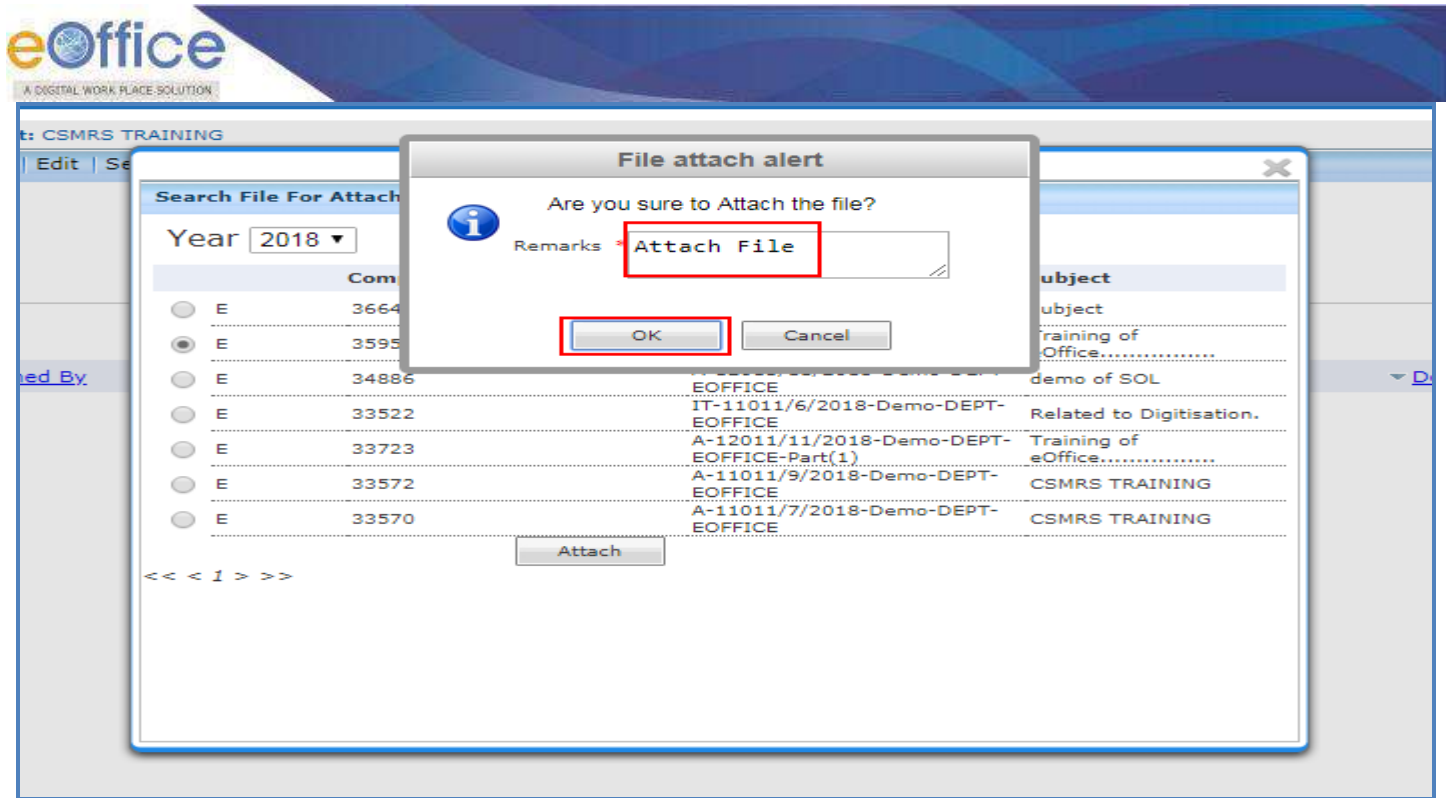 eOffice
A DIGITAL WORK PLACE SOLUTION
t: CSMRS TRAINING
| Edit | Se
File attach alert
Search File For Attach
Are you sure to Attach the file?
Year 2018
Remarks * Attach File
Com
ubject
E 3664
ubject
OK Cancel
E 3595
raining of
Office................
ned By
E 34886
EOFFICE
demo of SOL
D
E 33522 IT-11011/6/2018-Demo-DEPT-
EOFFICE
Related to Digitisation.
E 33723 A-12011/11/2018-Demo-DEPT-
EOFFICE-Part(1)
Training of
eOffice................
E 33572 A-11011/9/2018-Demo-DEPT-
EOFFICE
CSMRS TRAINING
E 33570 A-11011/7/2018-Demo-DEPT-
EOFFICE
CSMRS TRAINING
Attach
<< < 1 > >>